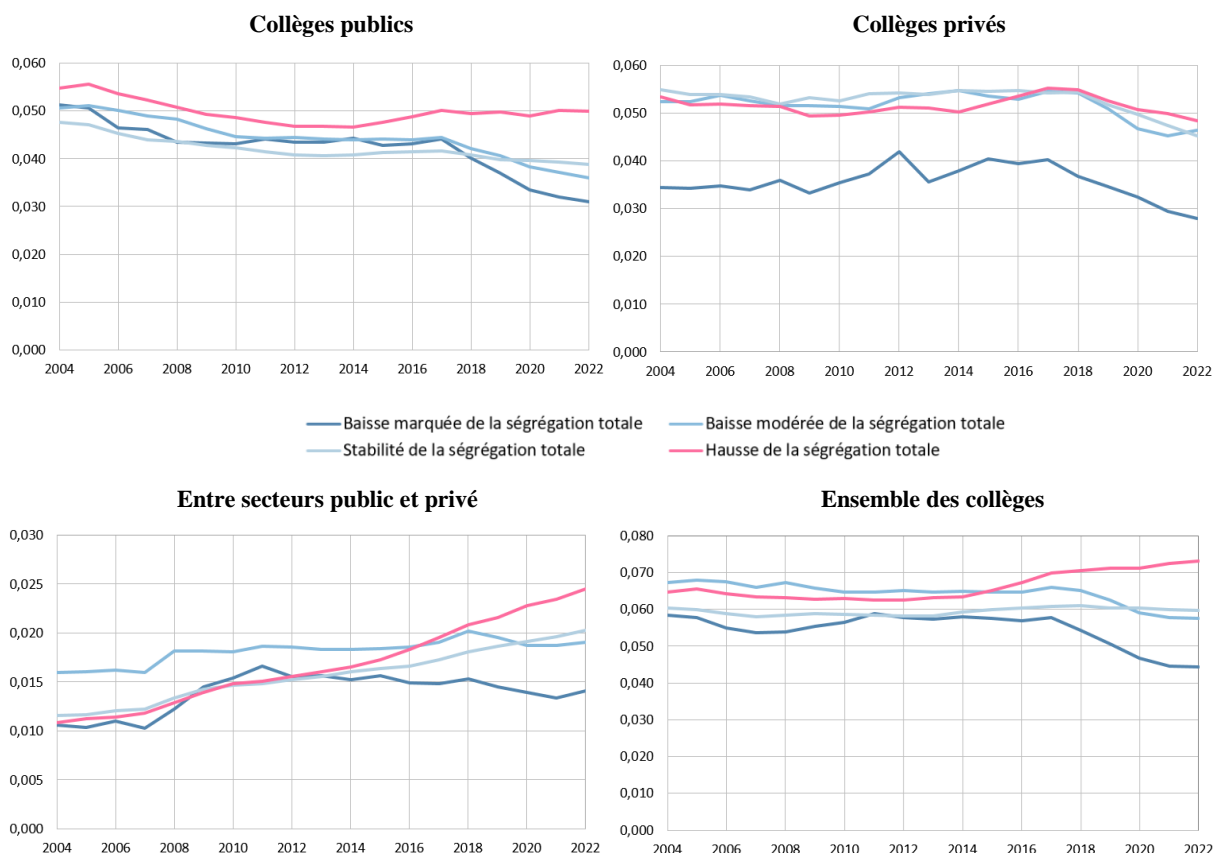 Collèges publics
Collèges privés
0,060
0,050
0,040
0,030
0,020
0,010
0,000
2004 2006 2008 2010 2012 2014 2016 2018 2020 2022
0,060
0,050
0,040
0,030
0,020
0,010
0,000
2004 2006 2008 2010 2012 2014 2016 2018 2020 2022
Baisse marquée de la ségrégation totale
Baisse modérée de la ségrégation totale
Stabilité de la ségrégation totale
Hausse de la ségrégation totale
Entre secteurs public et privé
Ensemble des collèges
0,030
0,025
0,020
0,015
0,010
0,005
0,000
2004 2006 2008 2010 2012 2014 2016 2018 2020 2022
0,080
0,070
0,060
0,050
0,040
0,030
0,020
0,010
0,000
2004 2006 2008 2010 2012 2014 2016 2018 2020 2022